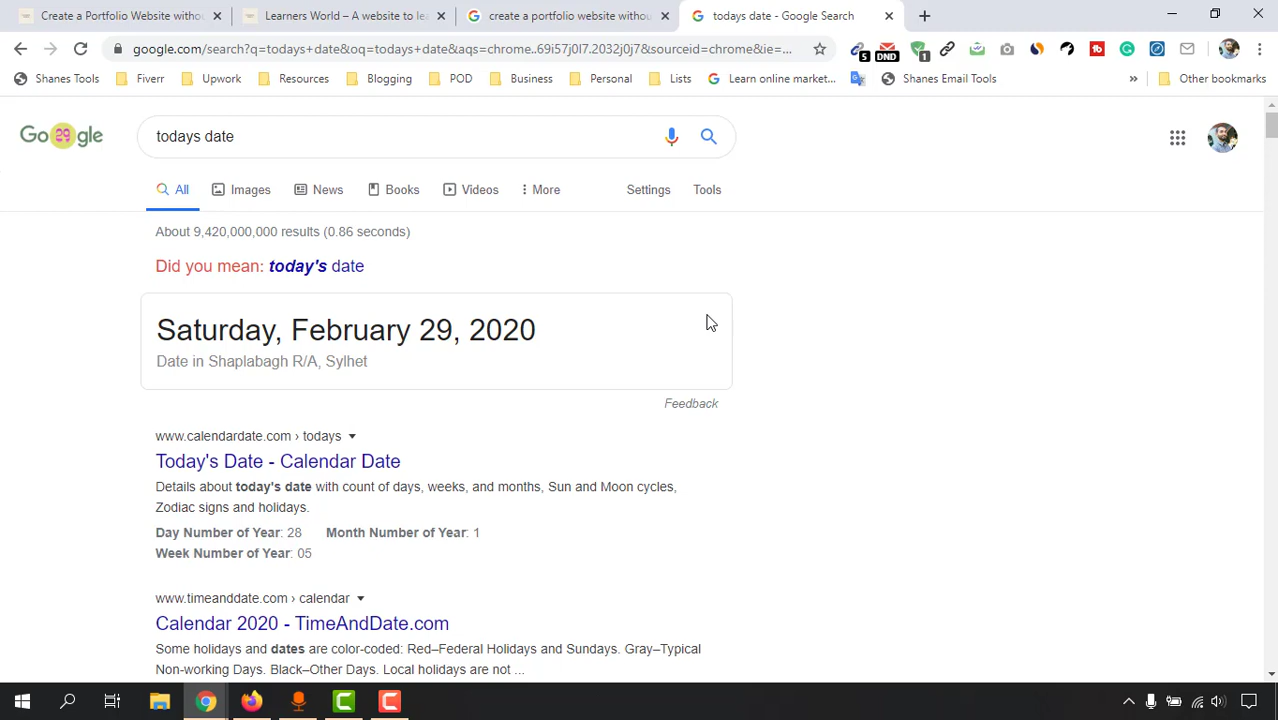 Create a Portfolio Website witho
Learners World – A website to le
create a portfolio website withou
todays date - Google Search
google.com/search?q=todays+date&oq=todays+date&aqs=chrome..69i57j0l7.2032j0j7&sourceid=chrome&ie=...
5
DND
1
Shanes Tools
Fiverr
Upwork
Resources
Blogging
POD
Business
Personal
Lists
Learn online market...
Shanes Email Tools
»
Other bookmarks
Go29gle
todays date
All
Images
News
Books
Videos
More
Settings
Tools
About 9,420,000,000 results (0.86 seconds)
Did you mean: today's date
Saturday, February 29, 2020
Date in Shaplabagh R/A, Sylhet
Feedback
www.calendardate.com › todays
Today's Date - Calendar Date
Details about today's date with count of days, weeks, and months, Sun and Moon cycles,
Zodiac signs and holidays.
Day Number of Year: 28 Month Number of Year: 1
Week Number of Year: 05
www.timeanddate.com › calendar
Calendar 2020 - TimeAndDate.com
Some holidays and dates are color-coded: Red–Federal Holidays and Sundays. Gray–Typical
Non-working Days. Black–Other Days. Local holidays are not ...